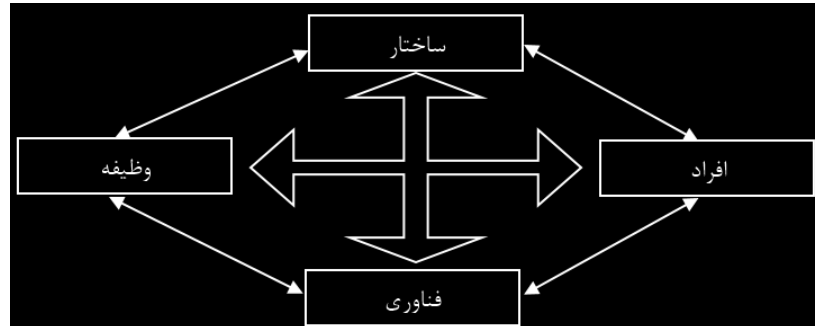 ساختار
افراد
وظیفه
فناوری